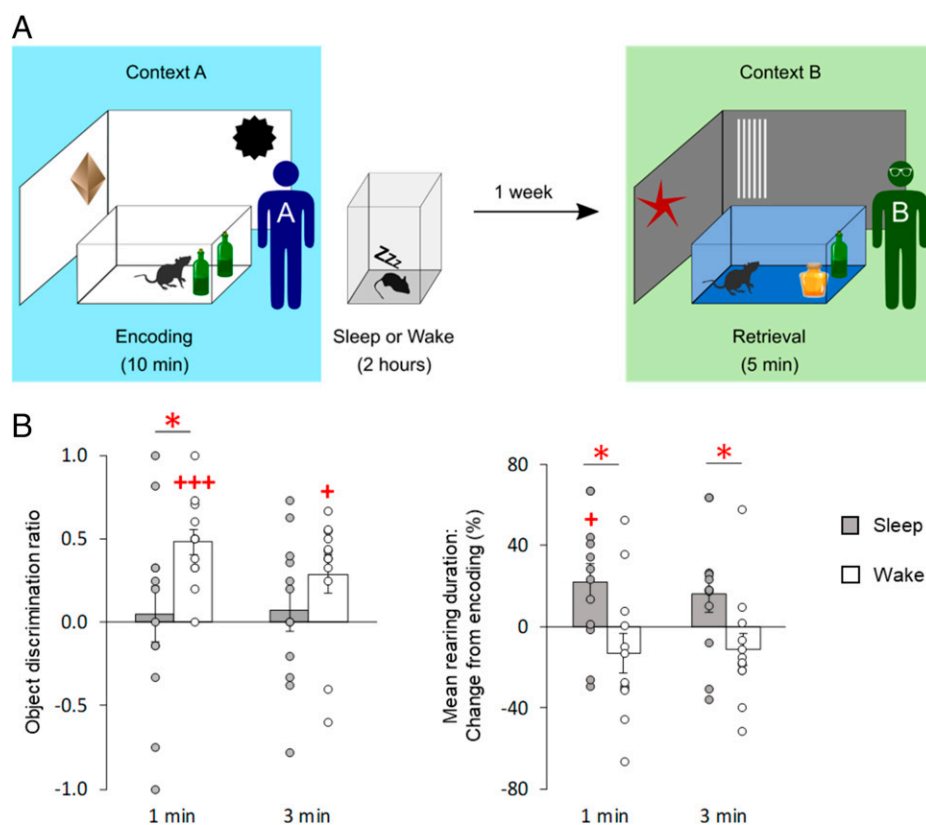 A
Context A
Context B
A
zzz
1 week
B
Encoding
(10 min)
Sleep or Wake
(2 hours)
Retrieval
(5 min)
B
*
+++
+
1.0
0.5
0.0
-0.5
-1.0
Object discrimination ratio
1 min
3 min
*
*
+
80
40
0
-40
-80
Mean rearing duration:
Change from encoding (%)
1 min
3 min
Sleep
Wake